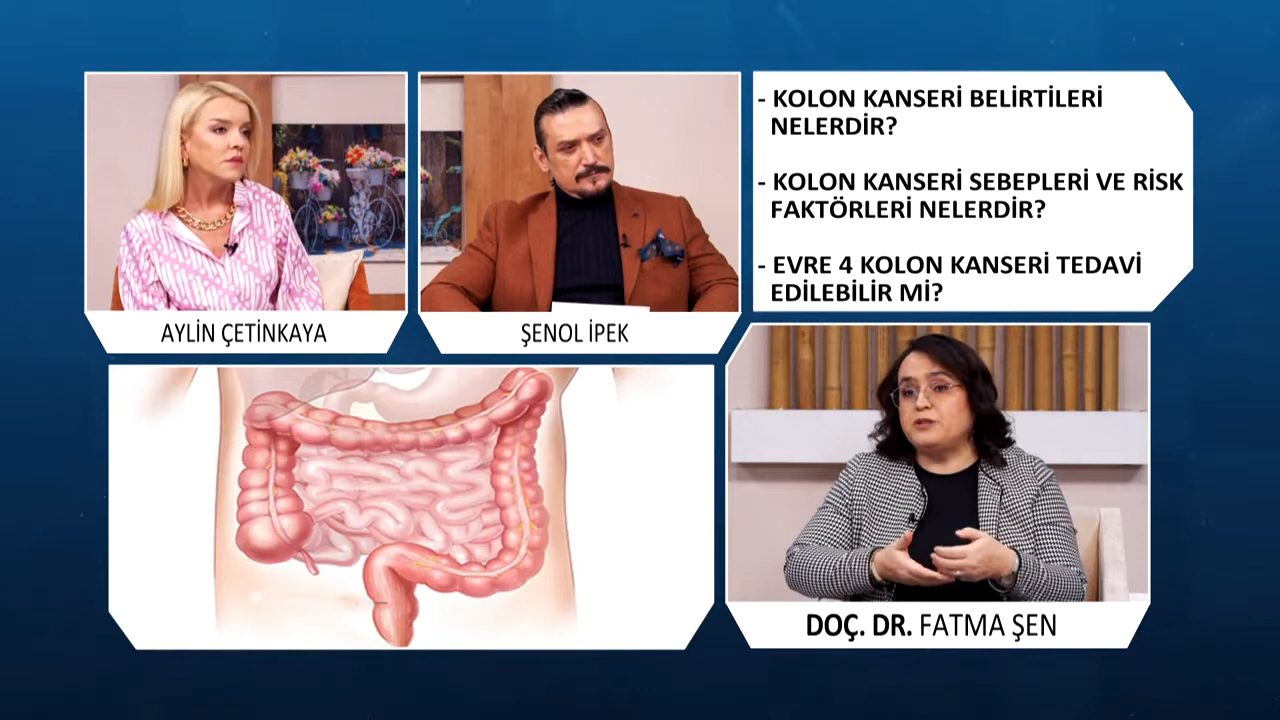 - KOLON KANSERİ BELİRTİLERİ
NELERDİR?
- KOLON KANSERİ SEBEPLERİ VE RİSK
FAKTÖRLERİ NELERDİR?
- EVRE 4 KOLON KANSERİ TEDAVİ
EDİLEBİLİR Mİ?
AYLİN ÇETİNKAYA
ŞENOL İPEK
DOÇ. DR. FATMA ŞEN